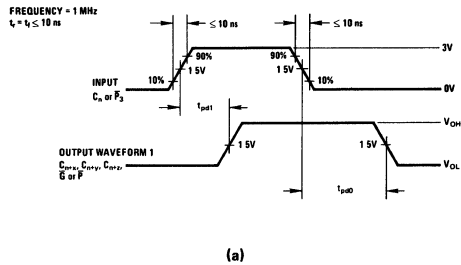 FREQUENCY = 1 MHz
tr = tf ≤ 10 ns
≤ 10 ns
≤ 10 ns
3V
90%
90%
1 5V
1 5V
INPUT
Cn or P̅3
10%
10%
0V
tpd1
VOH
OUTPUT WAVEFORM 1
Cn+x, Cn+y, Cn+z,
G̅ or P̅
1 5V
1 5V
VOL
tpd0
(a)